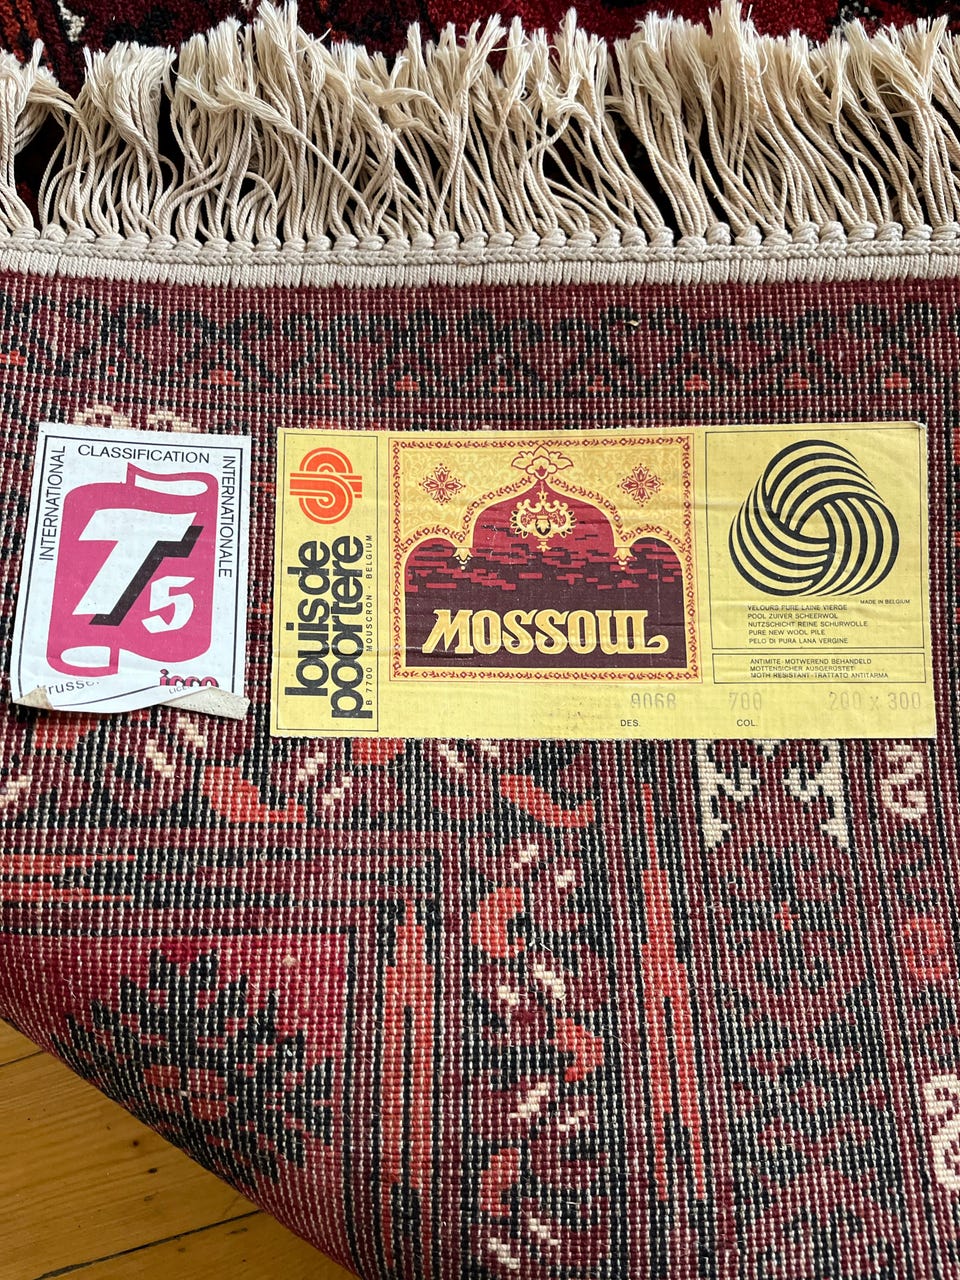 INTERNATIONAL
CLASSIFICATION
INTERNATIONALE
T
5
louis de
poortere
B 7700 MOUSCRON - BELGIUM
MOSSOUL
MADE IN BELGIUM
VELOURS PURE LAINE VIERGE
POOL ZUIVER SCHEERWOL
NUTZSCHICHT REINE SCHURWOLLE
PURE NEW WOOL PILE
PELO DI PURA LANA VERGINE
ANTIMITE-MOTWEREND BEHANDELD
MOTTENSICHER AUSGERÜSTET
MOTH RESISTANT-TRATTATO ANTITARMA
9068 700 200 x 300
DES. COL.